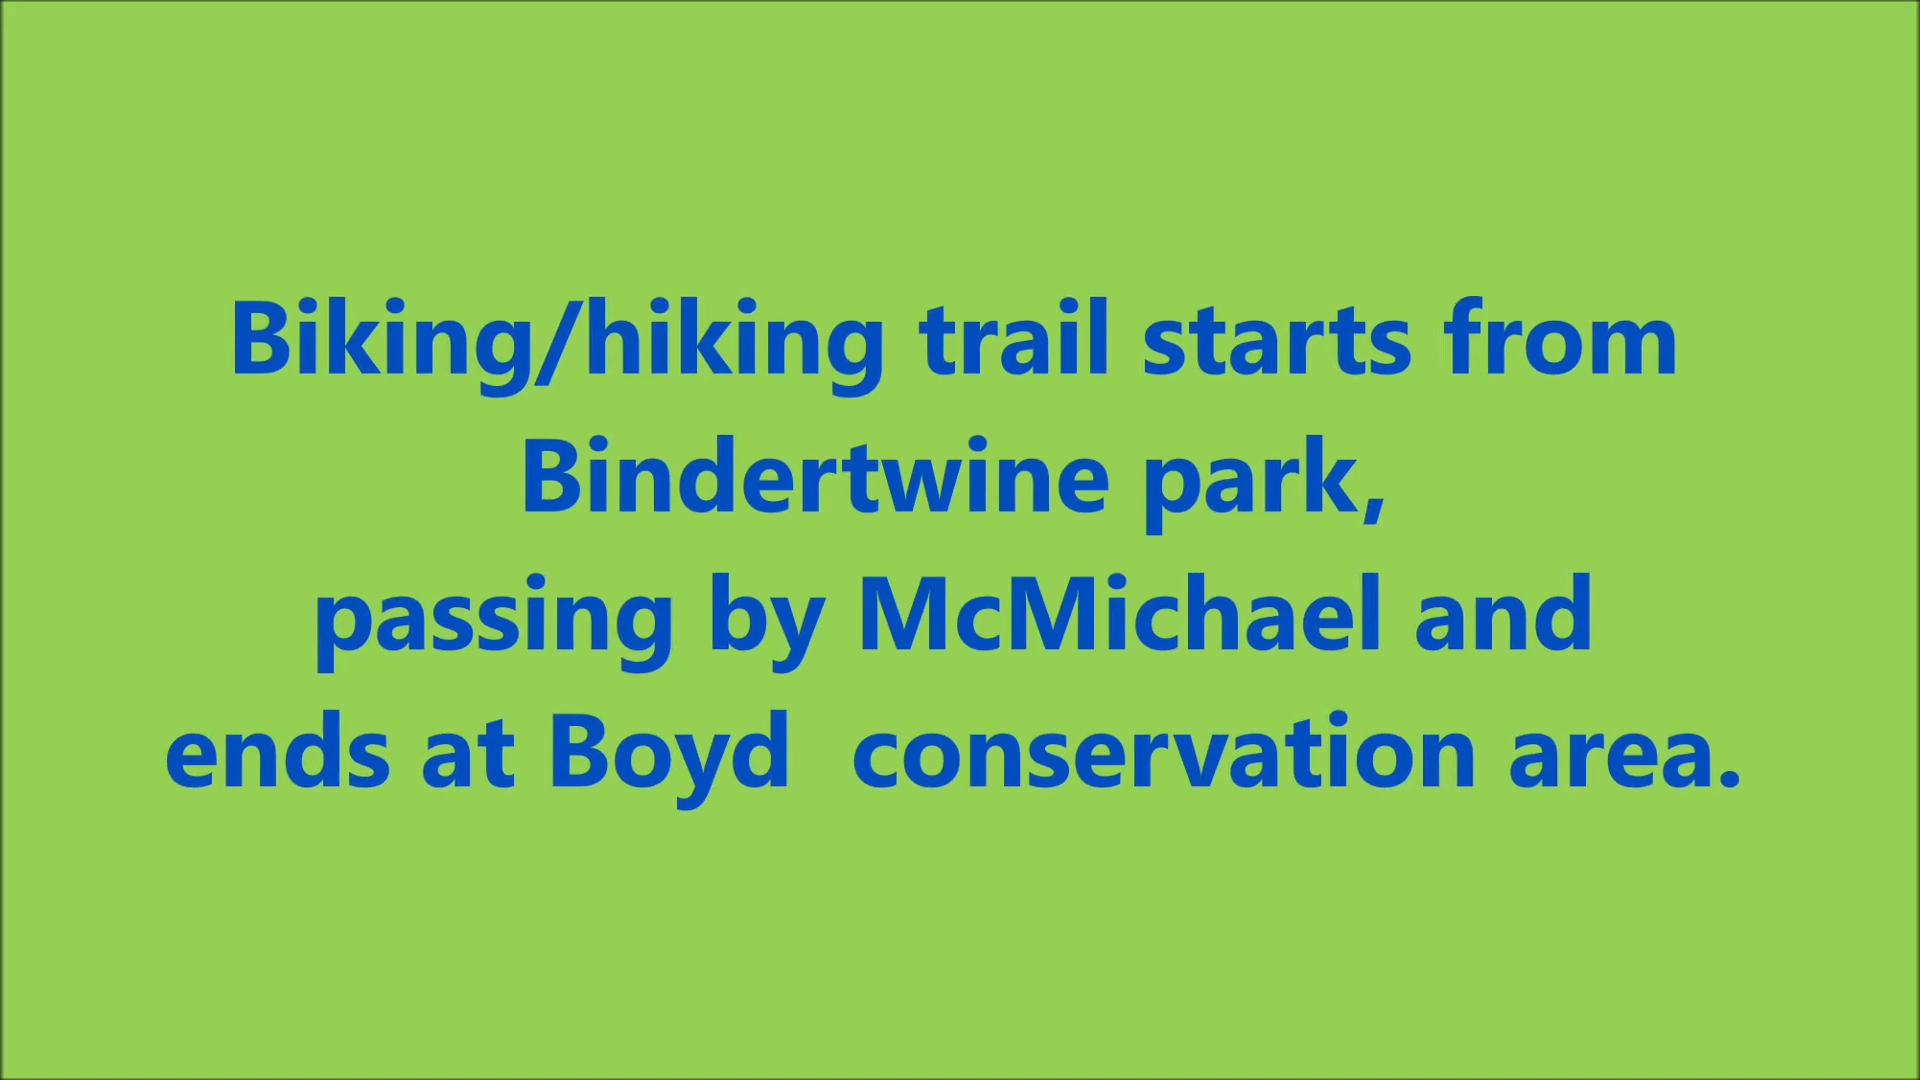 Biking/hiking trail starts from
Bindertwine park,
passing by McMichael and
ends at Boyd  conservation area.